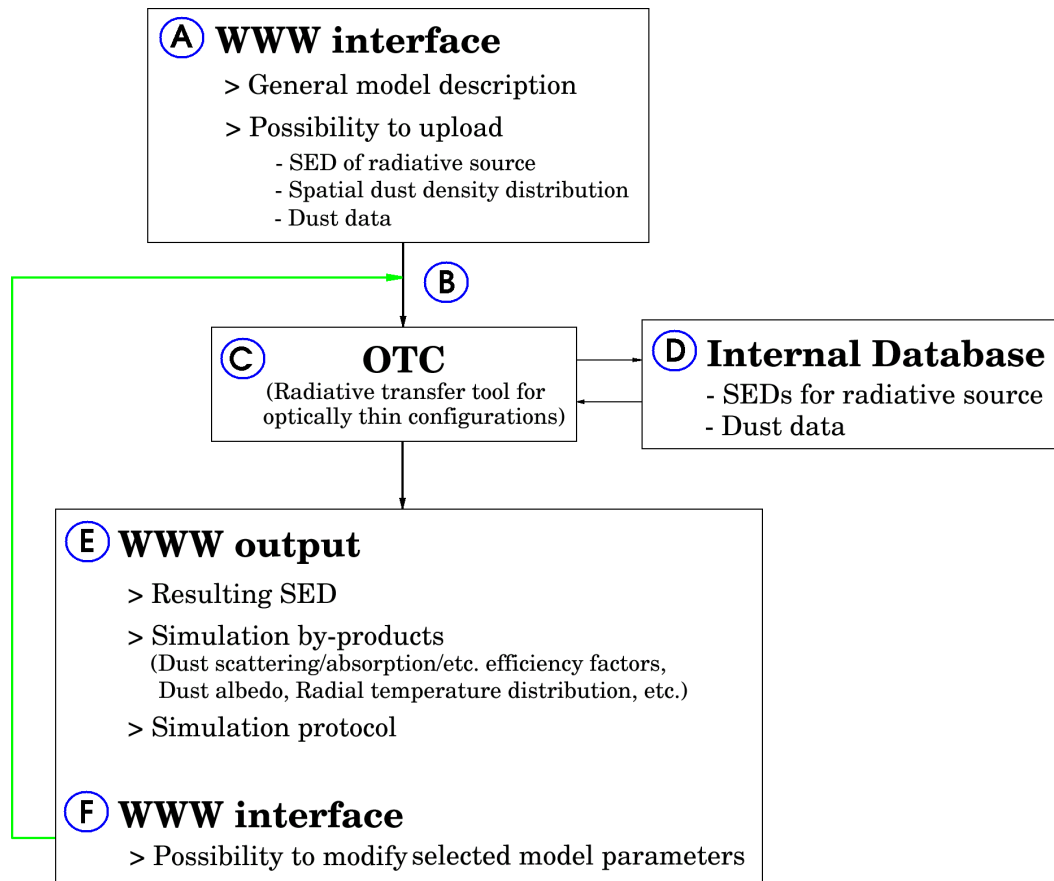 A WWW interface
> General model description
> Possibility to upload
- SED of radiative source
- Spatial dust density distribution
- Dust data
B
C OTC
(Radiative transfer tool for
optically thin configurations)
D Internal Database
- SEDs for radiative source
- Dust data
E WWW output
> Resulting SED
> Simulation by-products
(Dust scattering/absorption/etc. efficiency factors,
Dust albedo, Radial temperature distribution, etc.)
> Simulation protocol
F WWW interface
> Possibility to modify selected model parameters